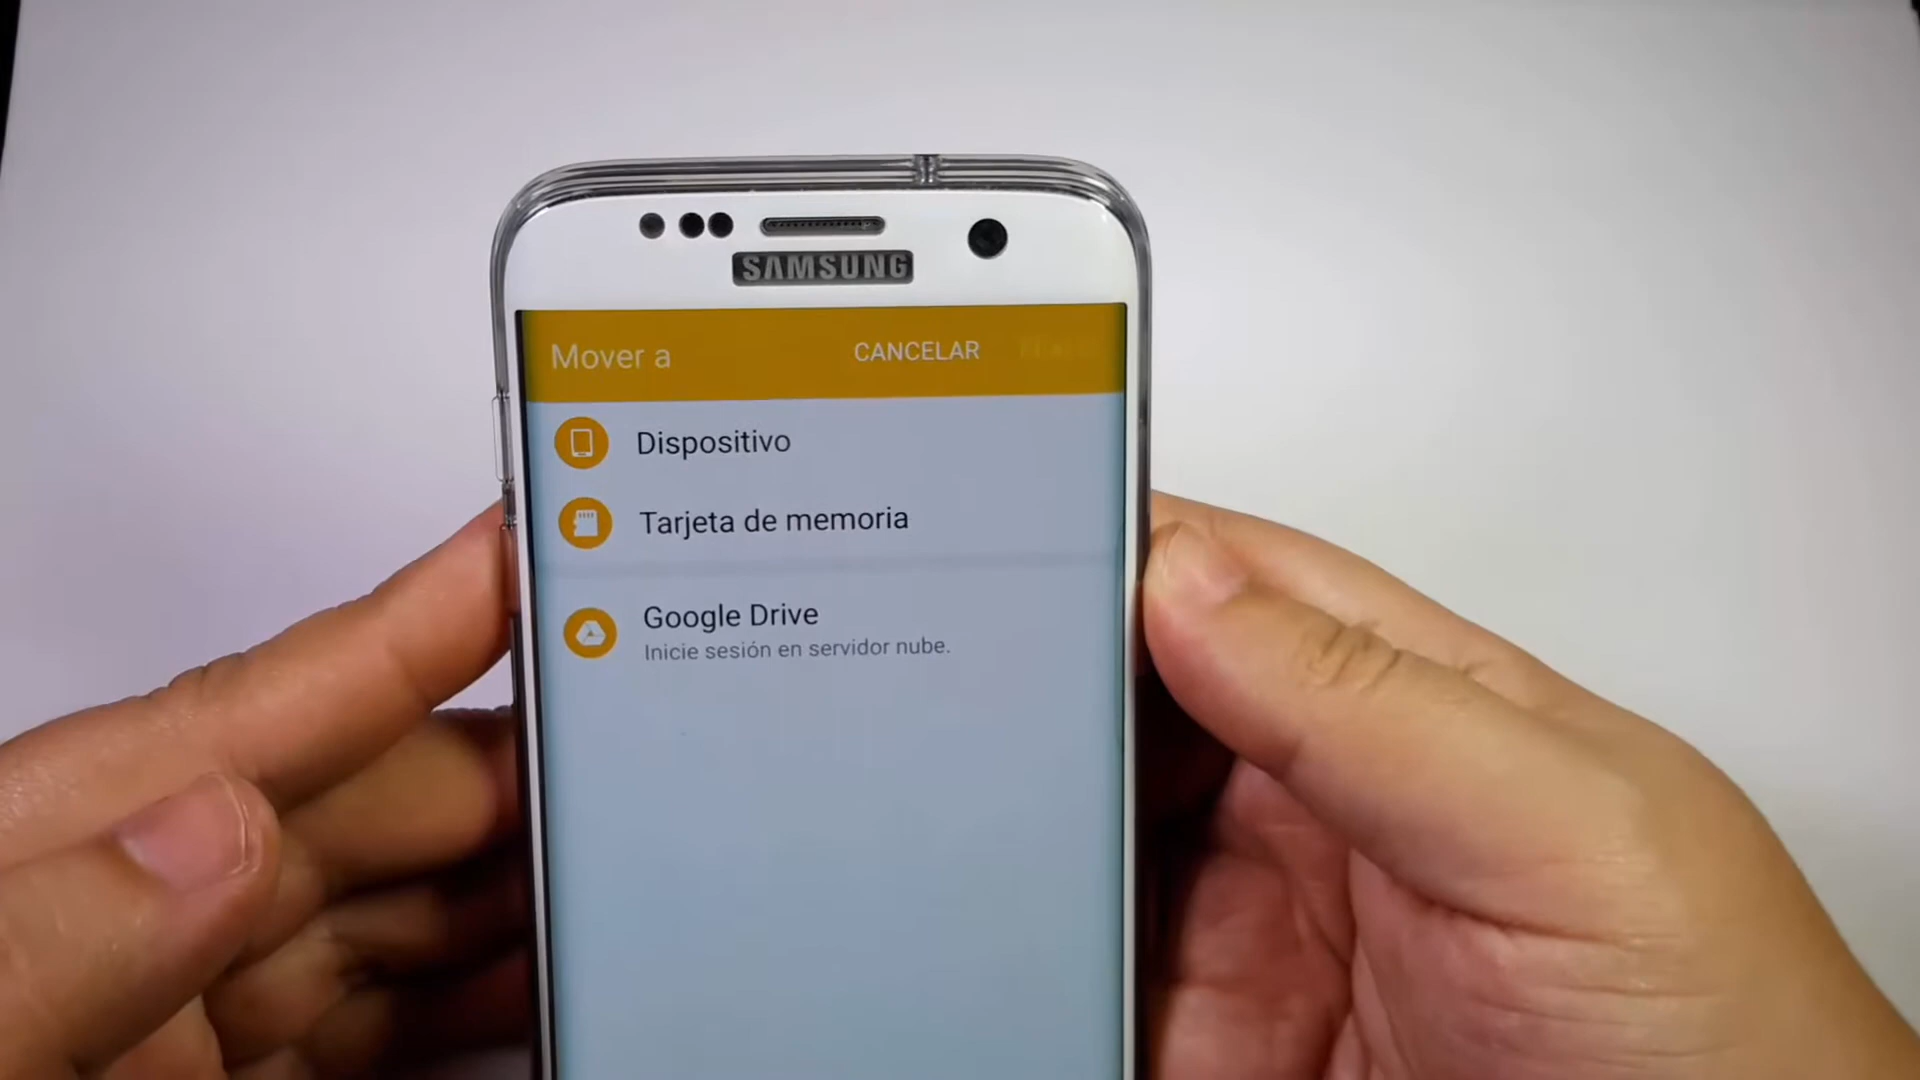 SAMSUNG
Mover a CANCELAR
Dispositivo
Tarjeta de memoria
Google Drive
Inicie sesión en servidor nube.